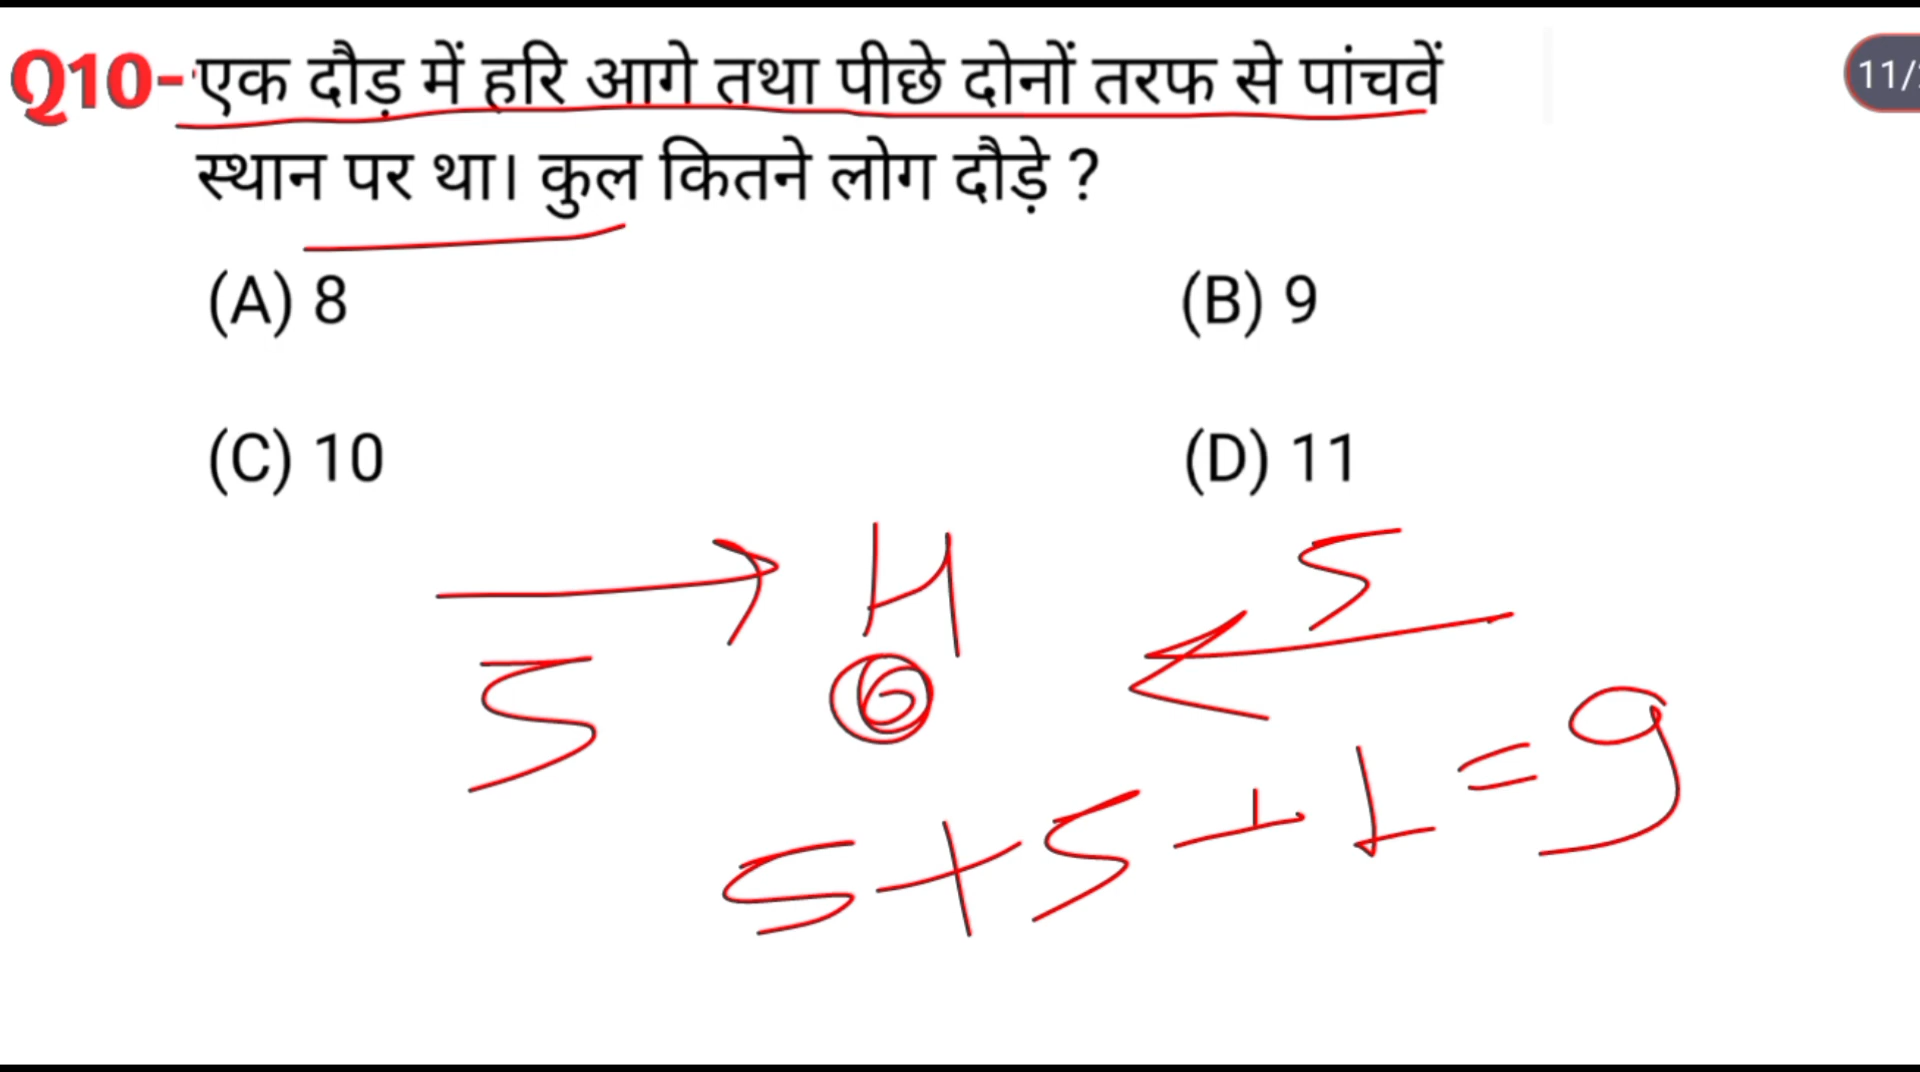 Q10- एक दौड़ में हरि आगे तथा पीछे दोनों तरफ से पांचवें
स्थान पर था। कुल कितने लोग दौड़े ?
11/
(A) 8
(B) 9
(C) 10
(D) 11
H
5
5
5+5
1=9